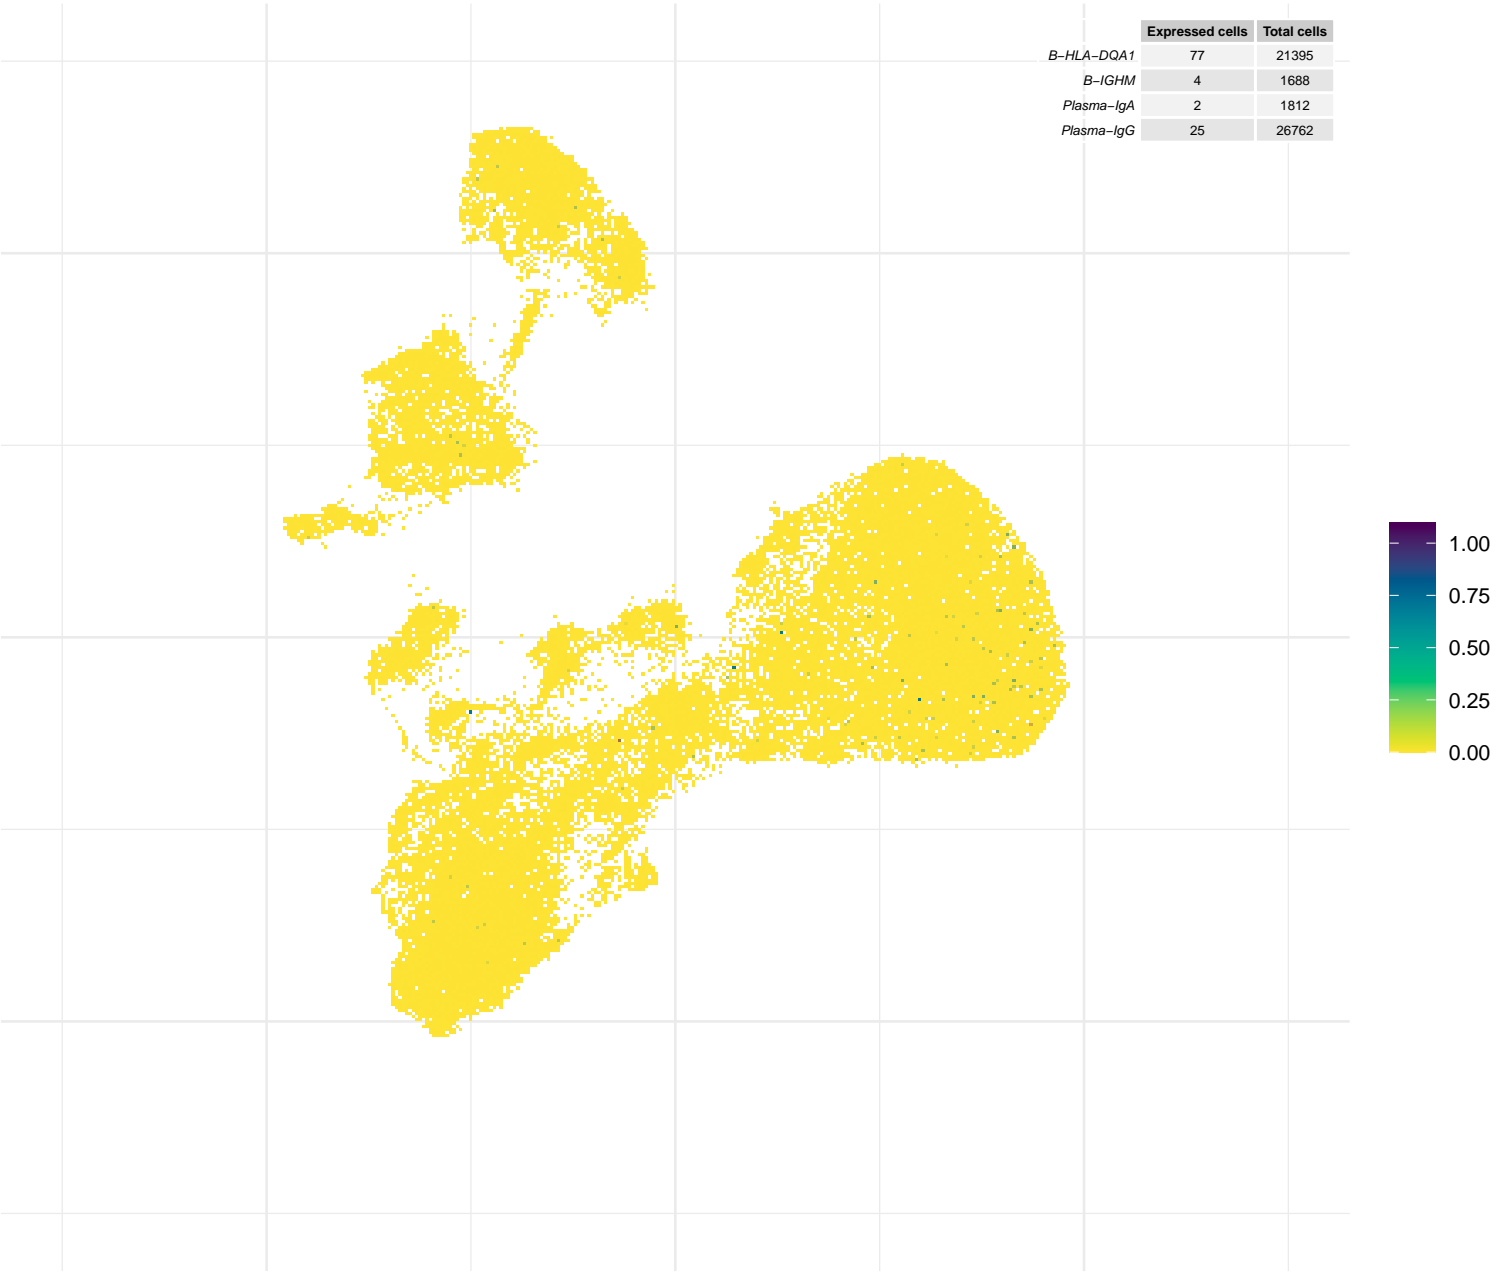 Expressed cells Total cells
B−HLA−DQA1 77 21395
B−IGHM 4 1688
Plasma−IgA 2 1812
Plasma−IgG 25 26762
1.00
0.75
0.50
0.25
0.00